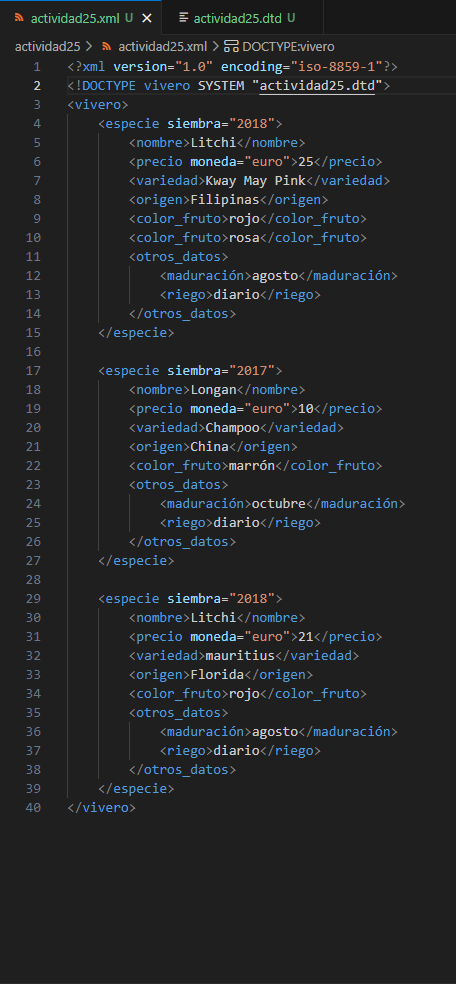 actividad25.xml U
actividad25.dtd U
actividad25 > actividad25.xml > DOCTYPE:vivero
1 <?xml version="1.0" encoding="iso-8859-1"?>
2 <!DOCTYPE vivero SYSTEM "actividad25.dtd">
3 <vivero>
4 <especie siembra="2018">
5 <nombre>Litchi</nombre>
6 <precio moneda="euro">25</precio>
7 <variedad>Kway May Pink</variedad>
8 <origen>Filipinas</origen>
9 <color_fruto>rojo</color_fruto>
10 <color_fruto>rosa</color_fruto>
11 <otros_datos>
12 <maduración>agosto</maduración>
13 <riego>diario</riego>
14 </otros_datos>
15 </especie>
16
17 <especie siembra="2017">
18 <nombre>Longan</nombre>
19 <precio moneda="euro">10</precio>
20 <variedad>Champoo</variedad>
21 <origen>China</origen>
22 <color_fruto>marrón</color_fruto>
23 <otros_datos>
24 <maduración>octubre</maduración>
25 <riego>diario</riego>
26 </otros_datos>
27 </especie>
28
29 <especie siembra="2018">
30 <nombre>Litchi</nombre>
31 <precio moneda="euro">21</precio>
32 <variedad>mauritius</variedad>
33 <origen>Florida</origen>
34 <color_fruto>rojo</color_fruto>
35 <otros_datos>
36 <maduración>agosto</maduración>
37 <riego>diario</riego>
38 </otros_datos>
39 </especie>
40 </vivero>